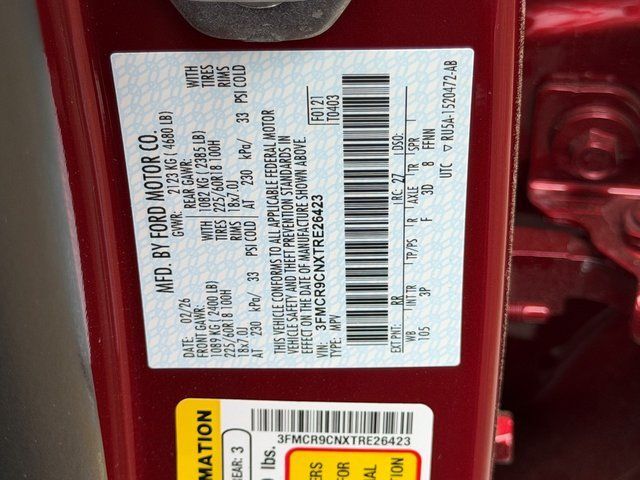 MFD. BY FORD MOTOR CO.
DATE: 02/26 GVWR: 2123 KG ( 4680 LB)
FRONT GAWR: REAR GAWR:
1089 KG ( 2400 LB) 1082 KG ( 2385 LB) WITH
WITH TIRES
225/60R18 100H TIRES 225/60R18 100H RIMS
18x7.0J RIMS 18x7.0J
AT 230 kPa/ 33 PSI COLD AT 230 kPa/ 33 PSI COLD
THIS VEHICLE CONFORMS TO ALL APPLICABLE FEDERAL MOTOR
VEHICLE SAFETY AND THEFT PREVENTION STANDARDS IN
EFFECT ON THE DATE OF MANUFACTURE SHOWN ABOVE.
VIN: 3FMCR9CNXTRE26423 F0121
TYPE: MPV T0403
EXT PNT: RR RC: 27 DSO:
WB INT TR TP/PS R AXLE TR SPR
105 3P F 3D 8 FFNN
UTC ▽ RU5A-1520472-AB
3FMCR9CNXTRE26423
MATION
REAR: 3
lbs.
FOR